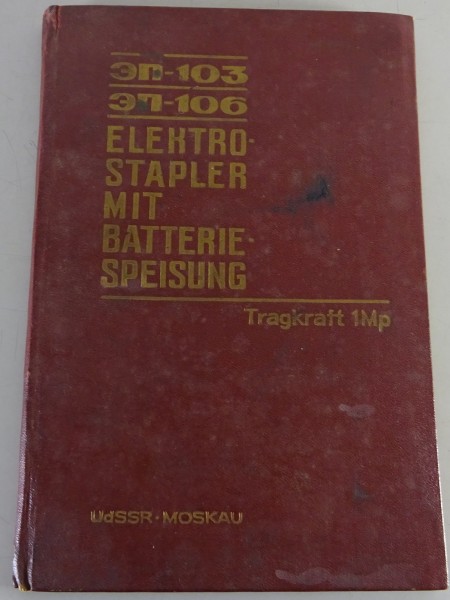 ЭП-103
ЭП-106
ELEKTRO-
STAPLER
MIT
BATTERIE-
SPEISUNG
Tragkraft 1Mp
UdSSR·MOSKAU